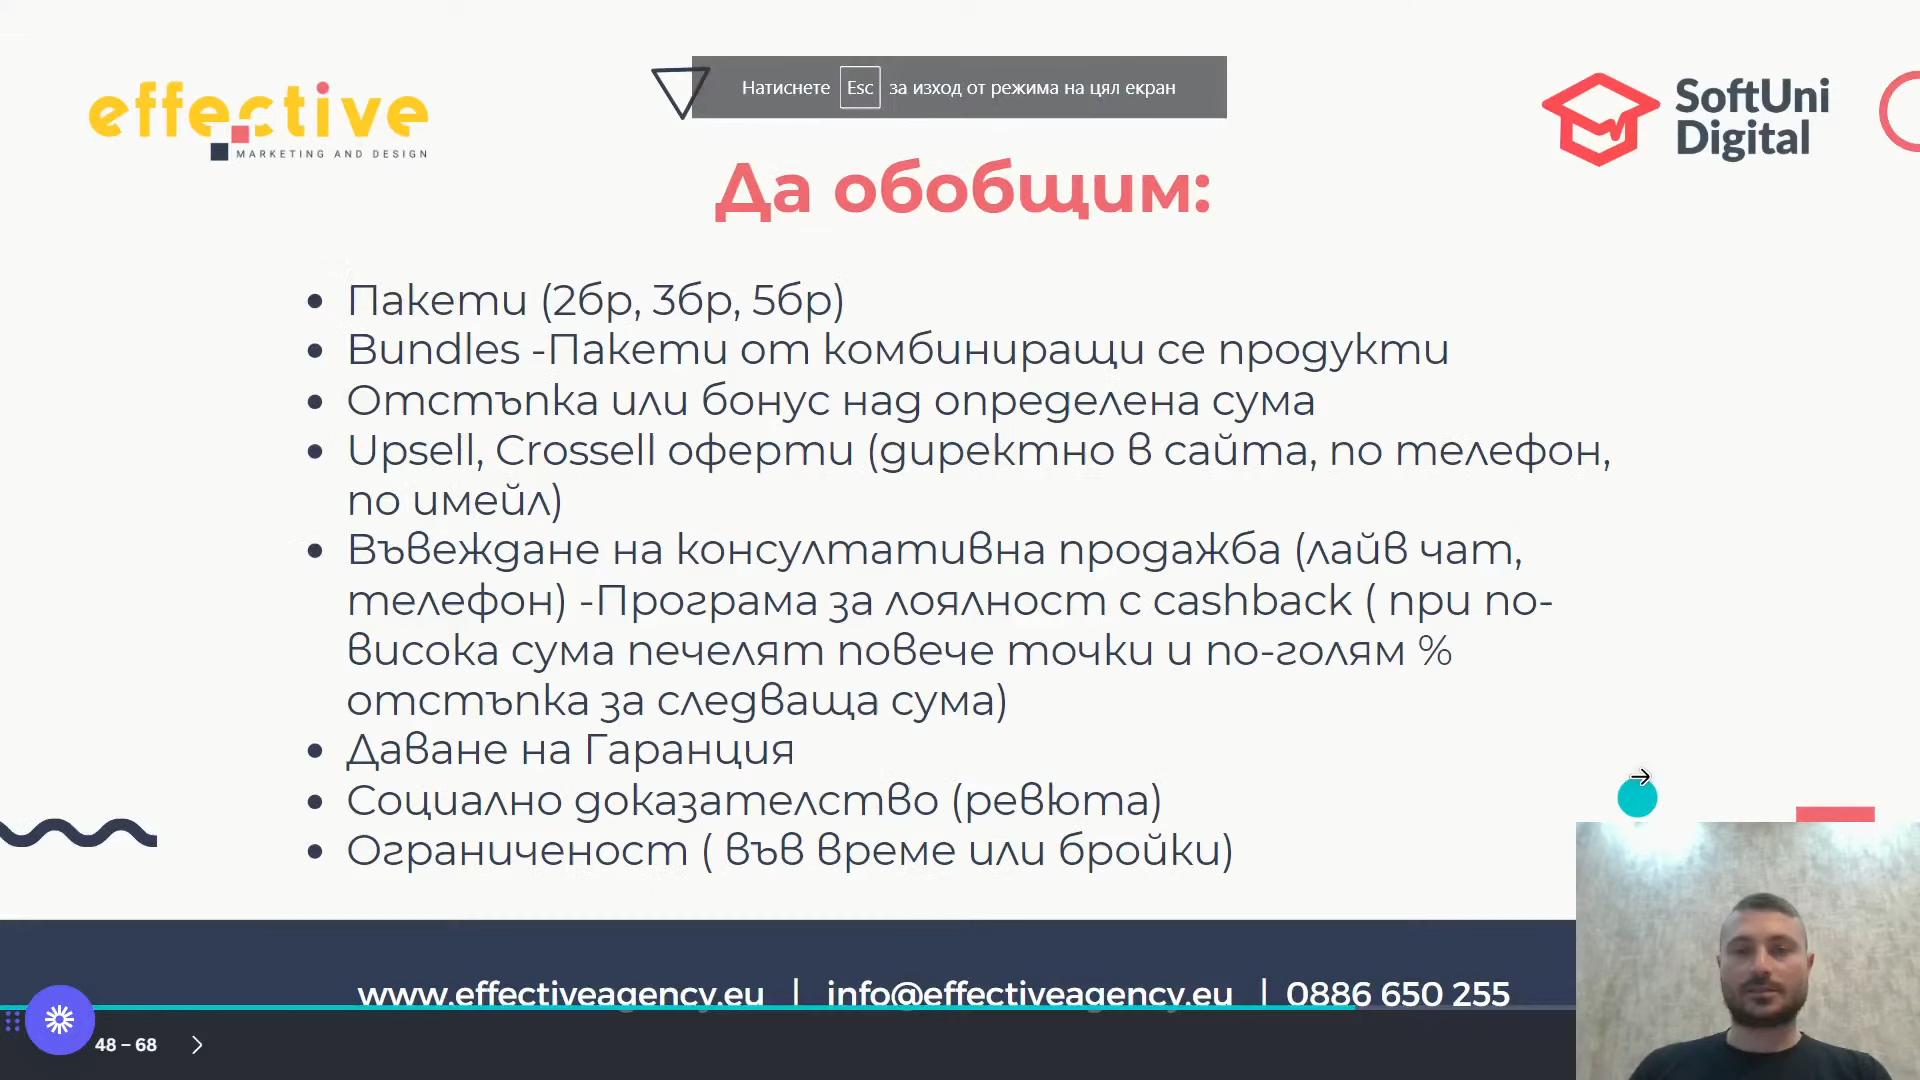 effective
MARKETING AND DESIGN
Натиснете Esc за изход от режима на цял екран
SoftUni
Digital
Да обобщим:
• Пакети (2бр, 3бр, 5бр)
• Bundles -Пакети от комбиниращи се продукти
• Отстъпка или бонус над определена сума
• Upsell, Crossell оферти (директно в сайта, по телефон,
по имейл)
• Въвеждане на консултативна продажба (лайв чат,
телефон) -Програма за лоялност с cashback ( при по-
висока сума печелят повече точки и по-голям %
отстъпка за следваща сума)
• Даване на Гаранция
• Социално доказателство (ревюта)
• Ограниченост ( във време или бройки)
www.effectiveagency.eu | info@effectiveagency.eu | 0886 650 255
48 – 68